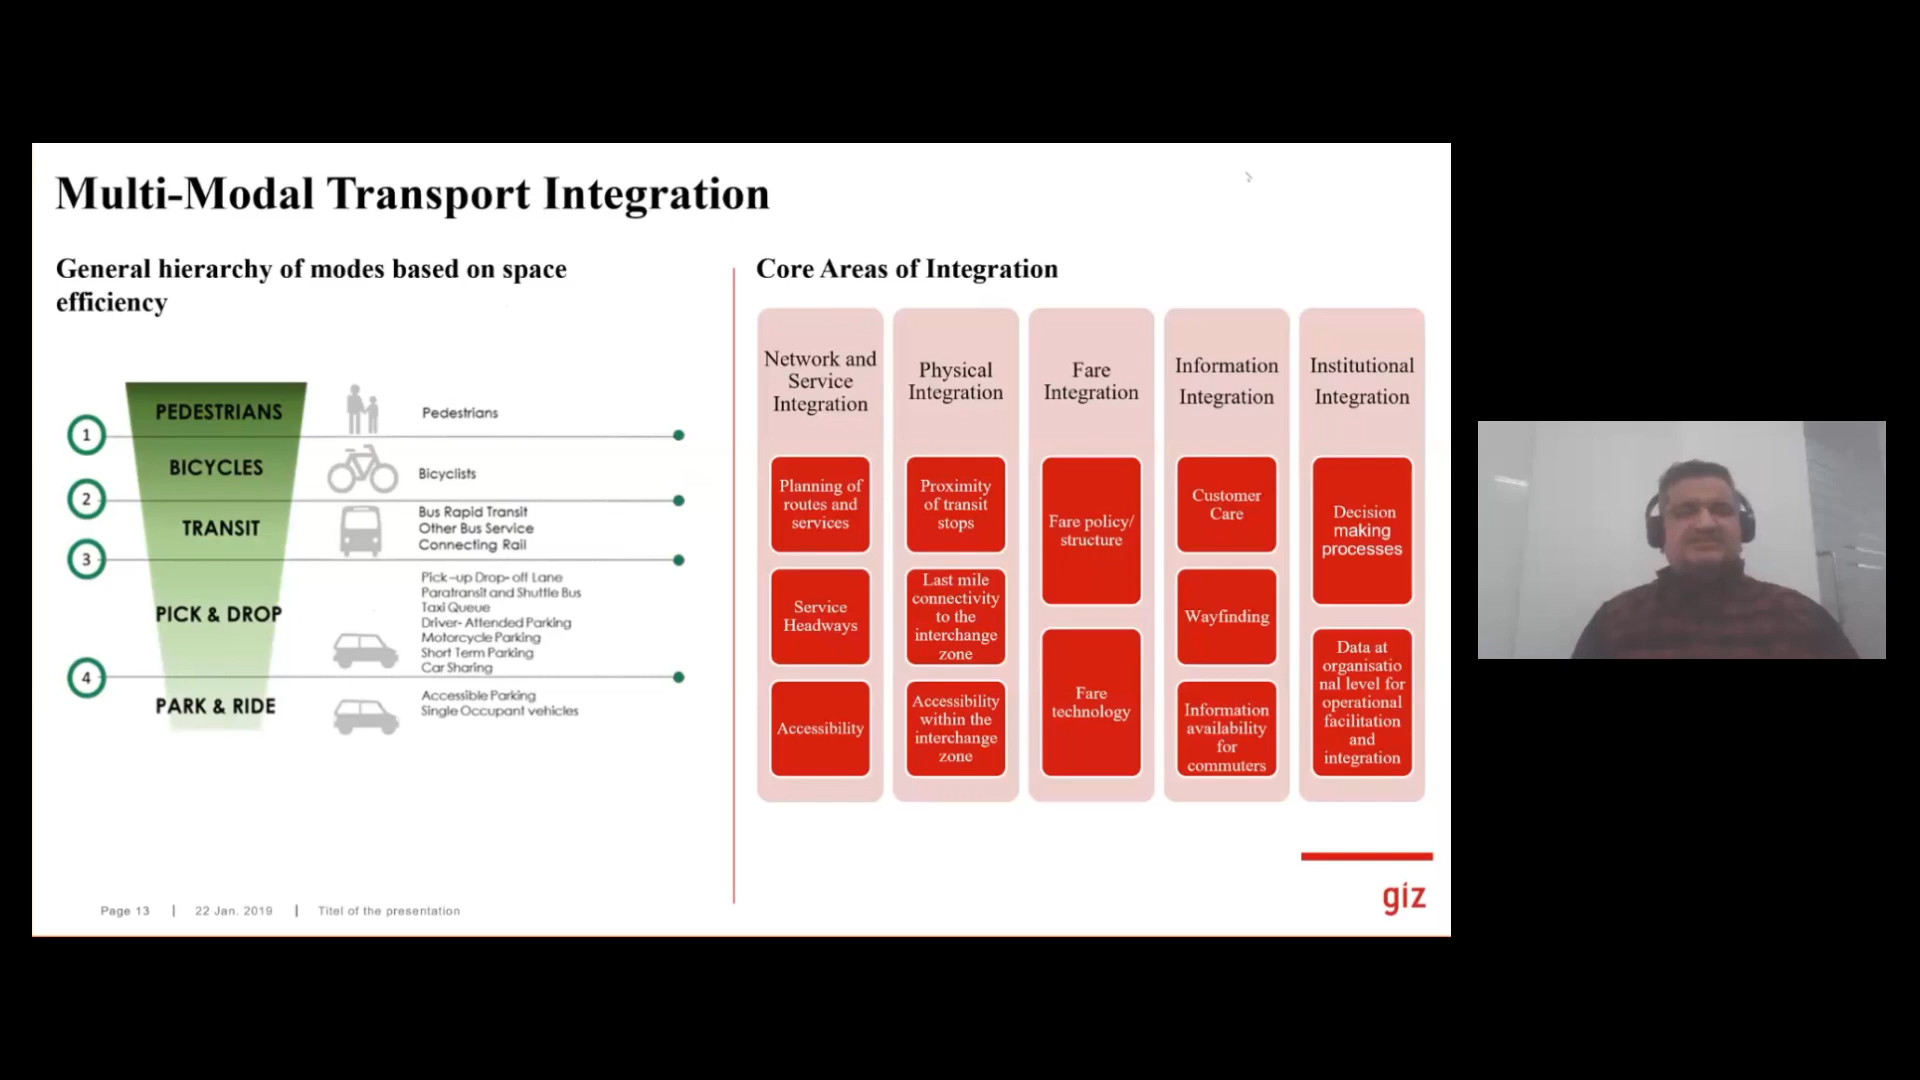 Multi-Modal Transport Integration
General hierarchy of modes based on space
efficiency
PEDESTRIANS
Pedestrians
1
BICYCLES
Bicyclists
2
TRANSIT
Bus Rapid Transit
Other Bus Service
Connecting Rail
3
PICK & DROP
Pick-up Drop-off Lane
Paratransit and Shuttle Bus
Taxi Queue
Driver-Attended Parking
Motorcycle Parking
Short Term Parking
Car Sharing
4
PARK & RIDE
Accessible Parking
Single Occupant vehicles
Core Areas of Integration
Network and
Service
Integration
Planning of
routes and
services
Service
Headways
Accessibility
Physical
Integration
Proximity
of transit
stops
Last mile
connectivity
to the
interchange
zone
Accessibility
within the
interchange
zone
Fare
Integration
Fare policy/
structure
Fare
technology
Information
Integration
Customer
Care
Wayfinding
Information
availability
for
commuters
Institutional
Integration
Decision
making
processes
Data at
organisatio
nal level for
operational
facilitation
and
integration
Page 13 | 22 Jan. 2019 | Titel of the presentation
giz